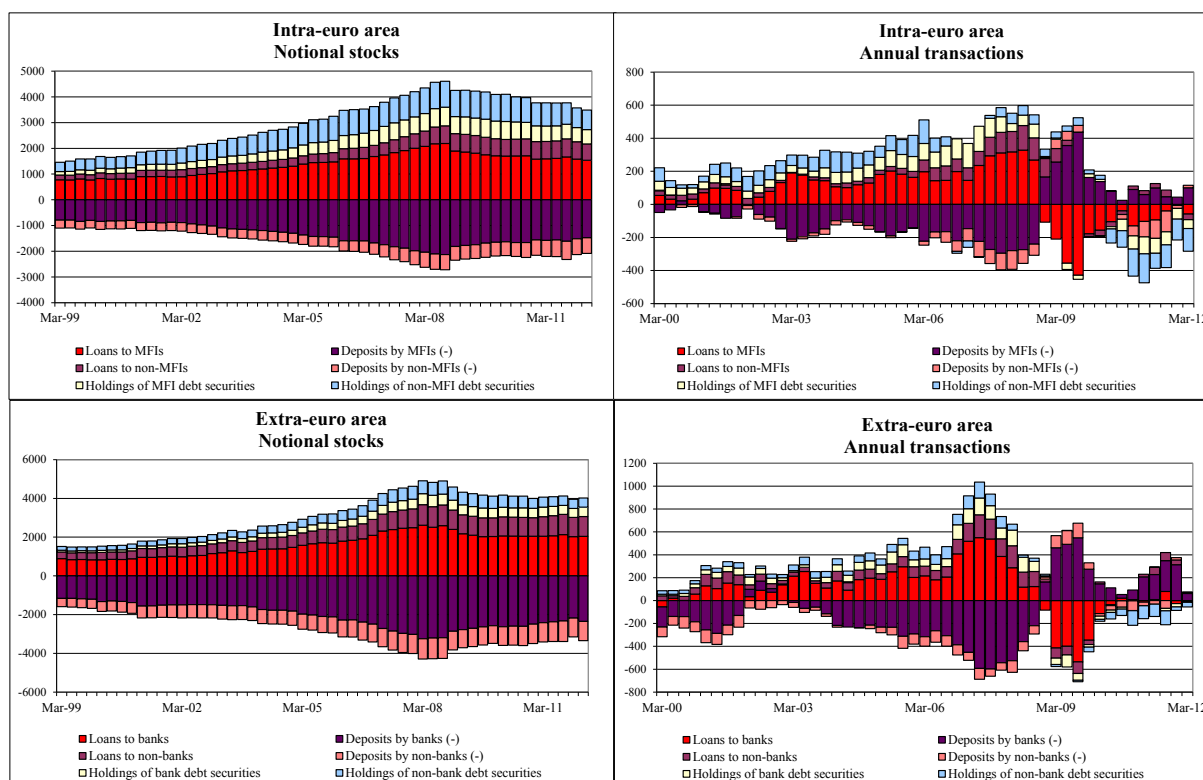 Intra-euro area
Notional stocks
5000
4000
3000
2000
1000
0
-1000
-2000
-3000
-4000
Mar-99 Mar-02 Mar-05 Mar-08 Mar-11
Loans to MFIs Deposits by MFIs (-)
Loans to non-MFIs Deposits by non-MFIs (-)
Holdings of MFI debt securities Holdings of non-MFI debt securities
Intra-euro area
Annual transactions
800
600
400
200
0
-200
-400
-600
Mar-00 Mar-03 Mar-06 Mar-09 Mar-12
Loans to MFIs Deposits by MFIs (-)
Loans to non-MFIs Deposits by non-MFIs (-)
Holdings of MFI debt securities Holdings of non-MFI debt securities
Extra-euro area
Notional stocks
6000
4000
2000
0
-2000
-4000
-6000
Mar-99 Mar-02 Mar-05 Mar-08 Mar-11
Loans to banks Deposits by banks (-)
Loans to non-banks Deposits by non-banks (-)
Holdings of bank debt securities Holdings of non-bank debt securities
Extra-euro area
Annual transactions
1200
1000
800
600
400
200
0
-200
-400
-600
-800
Mar-00 Mar-03 Mar-06 Mar-09 Mar-12
Loans to banks Deposits by banks (-)
Loans to non-banks Deposits by non-banks (-)
Holdings of bank debt securities Holdings of non-bank debt securities